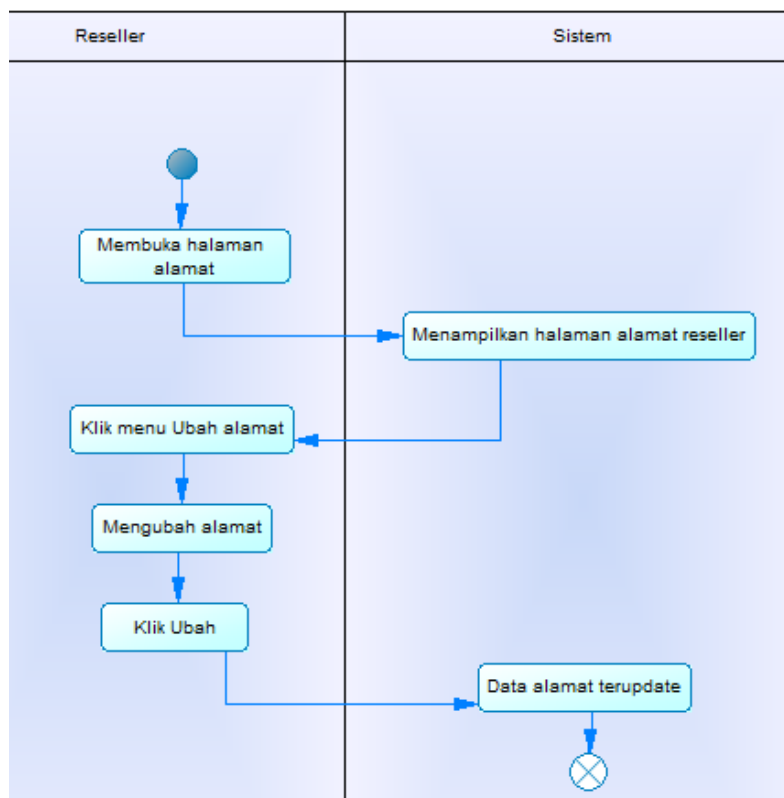 Reseller
Sistem
Membuka halaman
alamat
Menampilkan halaman alamat reseller
Klik menu Ubah alamat
Mengubah alamat
Klik Ubah
Data alamat terupdate